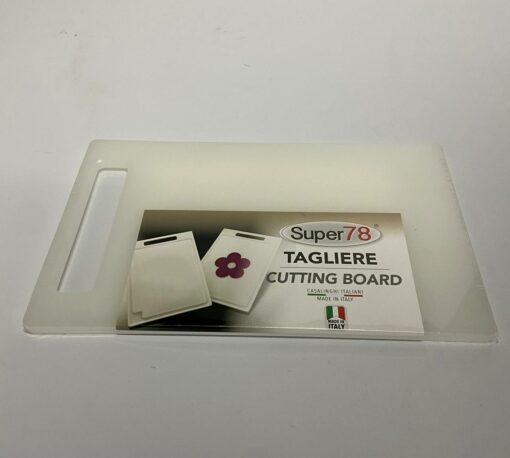 Super78®
TAGLIERE
CUTTING BOARD
CASALINGHI ITALIANI
MADE IN ITALY
MADE IN
ITALY